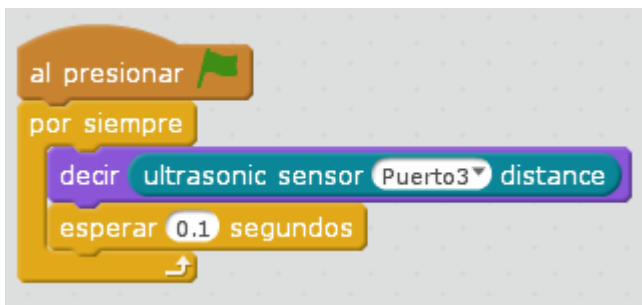 al presionar
por siempre
decir ultrasonic sensor Puerto3 distance
esperar 0.1 segundos